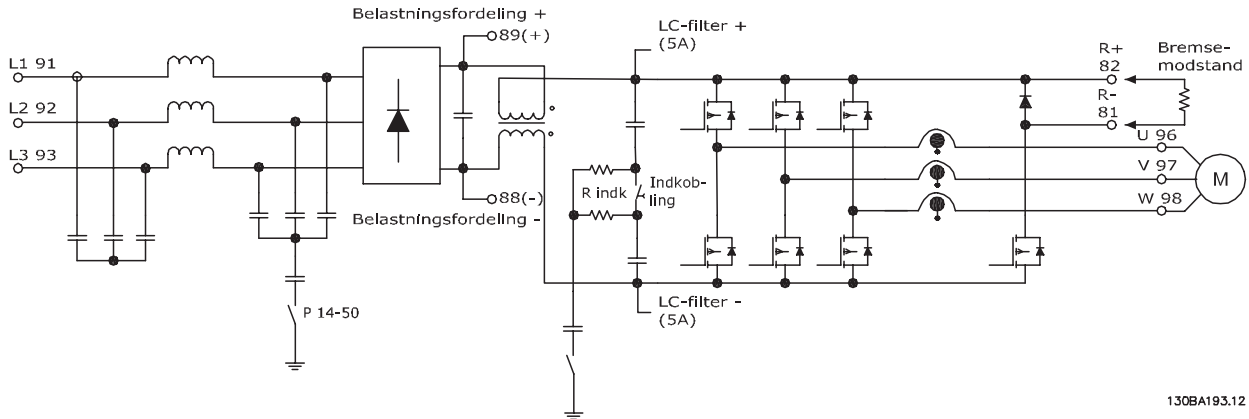 Belastningsfordeling +
89(+)
LC-filter +
(5A)
R+
82
Bremse-
modstand
L1 91
R-
81
L2 92
U 96
L3 93
V 97
M
88(-)
R indk
Indkob-
ling
W 98
Belastningsfordeling -
LC-filter -
(5A)
P 14-50
130BA193.12